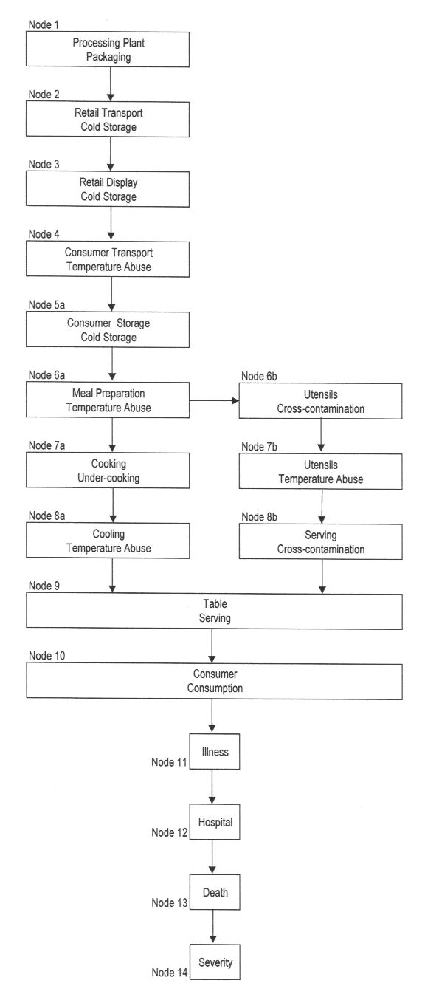 Node 1
Processing Plant
Packaging
Node 2
Retail Transport
Cold Storage
Node 3
Retail Display
Cold Storage
Node 4
Consumer Transport
Temperature Abuse
Node 5a
Consumer Storage
Cold Storage
Node 6a
Meal Preparation
Temperature Abuse
Node 6b
Utensils
Cross-contamination
Node 7a
Cooking
Under-cooking
Node 7b
Utensils
Temperature Abuse
Node 8a
Cooling
Temperature Abuse
Node 8b
Serving
Cross-contamination
Node 9
Table
Serving
Node 10
Consumer
Consumption
Illness
Node 11
Hospital
Node 12
Death
Node 13
Severity
Node 14